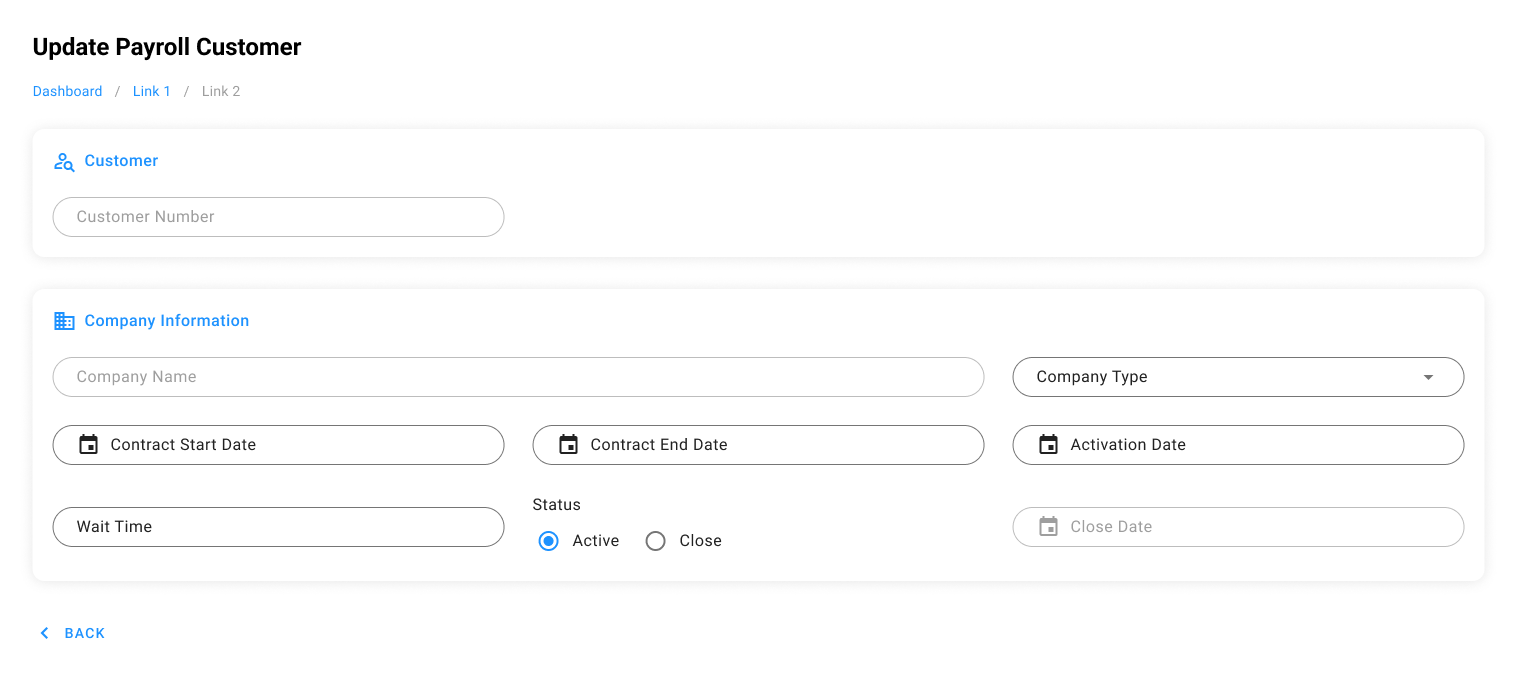 Update Payroll Customer
Dashboard / Link 1 / Link 2
Customer
Customer Number
Company Information
Company Name
Company Type
Contract Start Date
Contract End Date
Activation Date
Wait Time
Status
Active
Close
Close Date
BACK